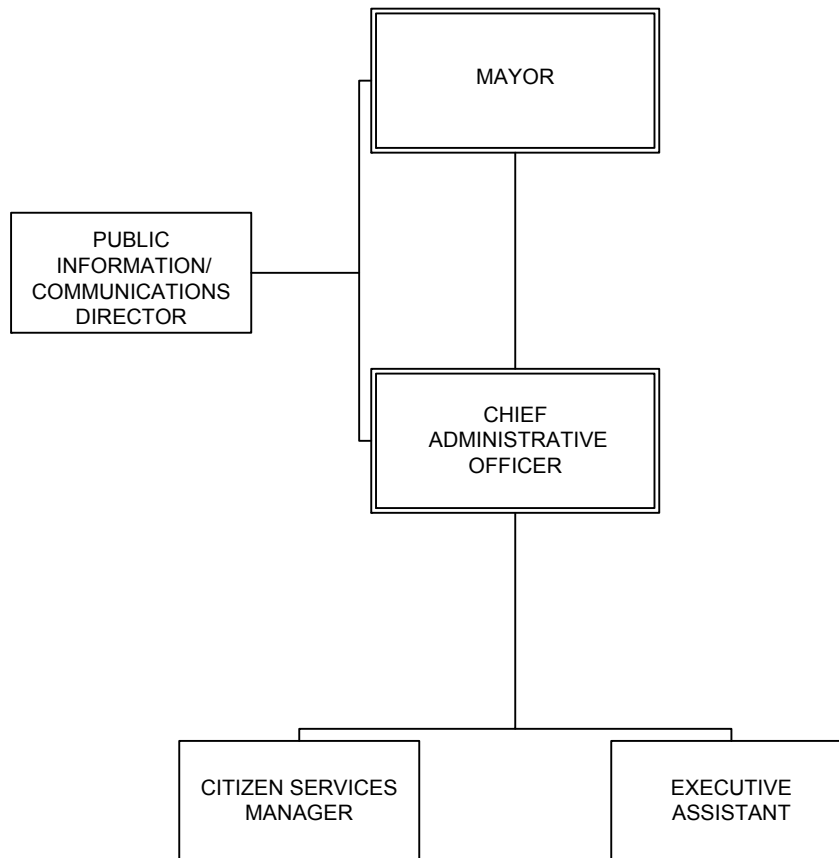 MAYOR
PUBLIC
INFORMATION/
COMMUNICATIONS
DIRECTOR
CHIEF
ADMINISTRATIVE
OFFICER
CITIZEN SERVICES
MANAGER
EXECUTIVE
ASSISTANT